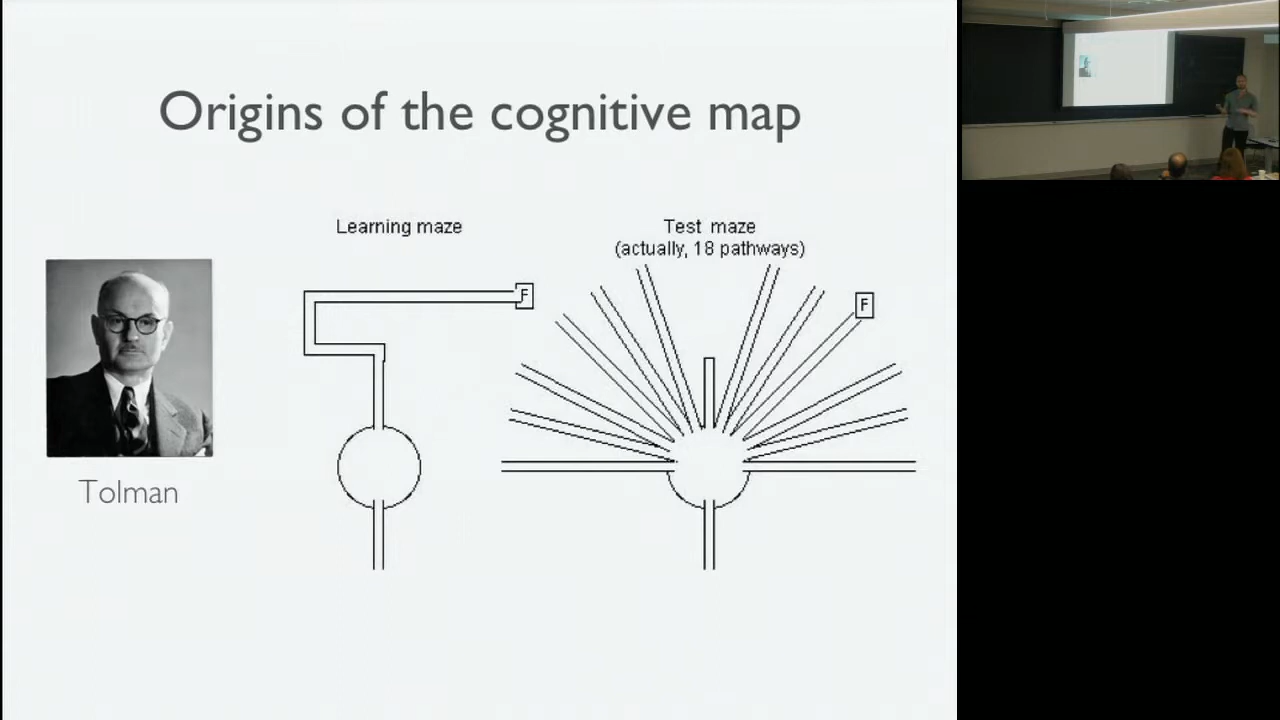 Origins of the cognitive map
Learning maze
Test maze
(actually, 18 pathways)
F
F
Tolman